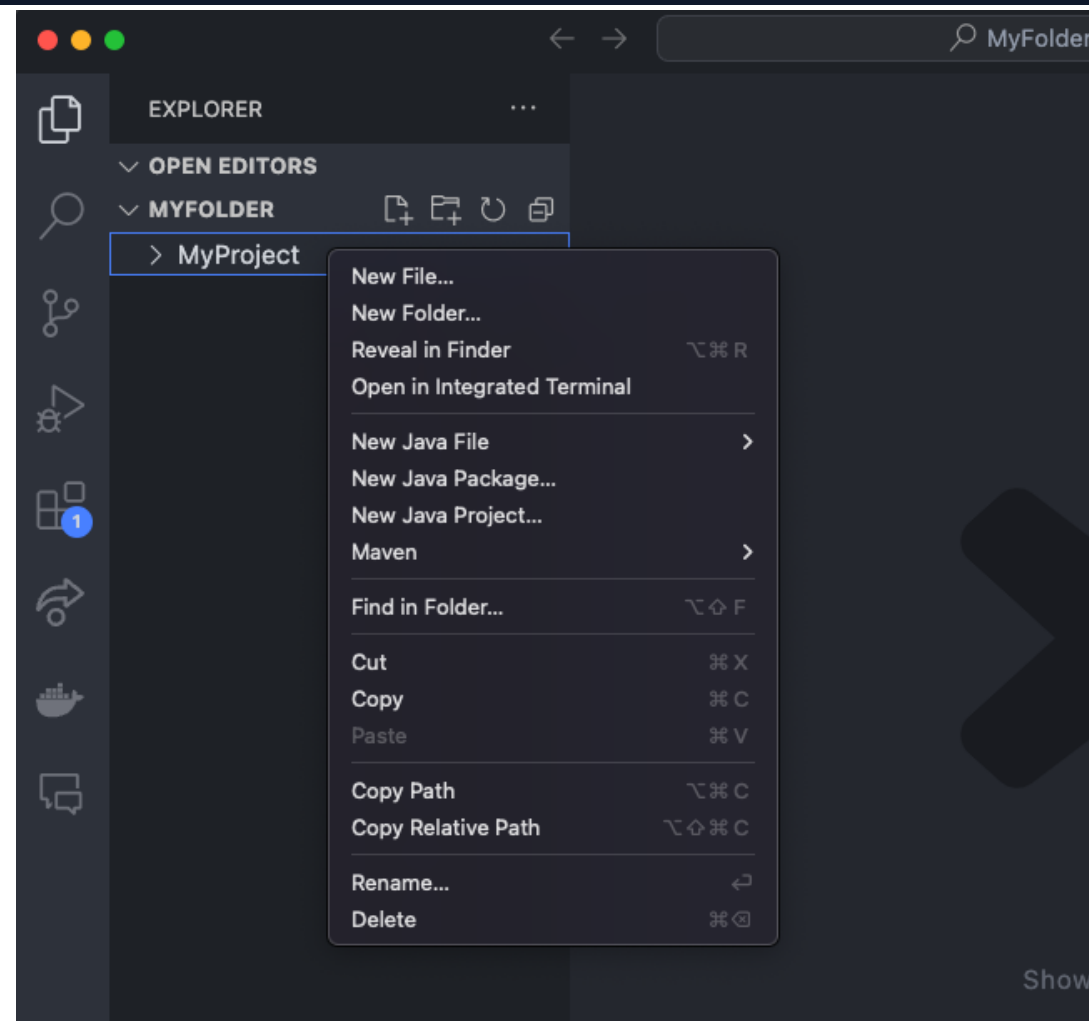 MyFolder
EXPLORER ...
OPEN EDITORS
MYFOLDER
MyProject
New File...
New Folder...
Reveal in Finder ⌥⌘ R
Open in Integrated Terminal
New Java File
New Java Package...
New Java Project...
Maven
Find in Folder... ⌥⇧ F
Cut ⌘ X
Copy ⌘ C
Paste ⌘ V
Copy Path ⌥⌘ C
Copy Relative Path ⌥⇧⌘ C
Rename... ⏎
Delete ⌘⌫
1
Show